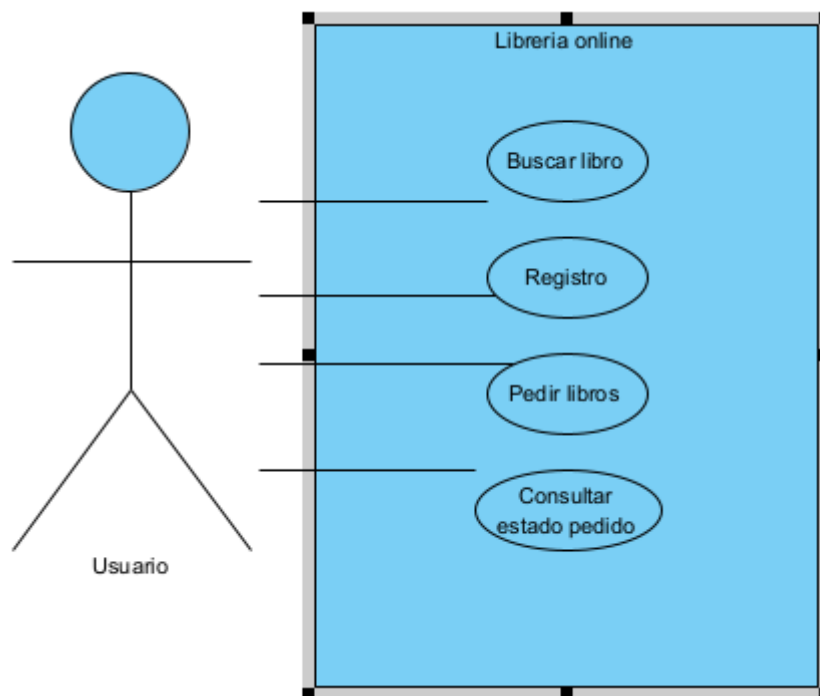 Libreria online
Buscar libro
Registro
Pedir libros
Consultar
estado pedido
Usuario